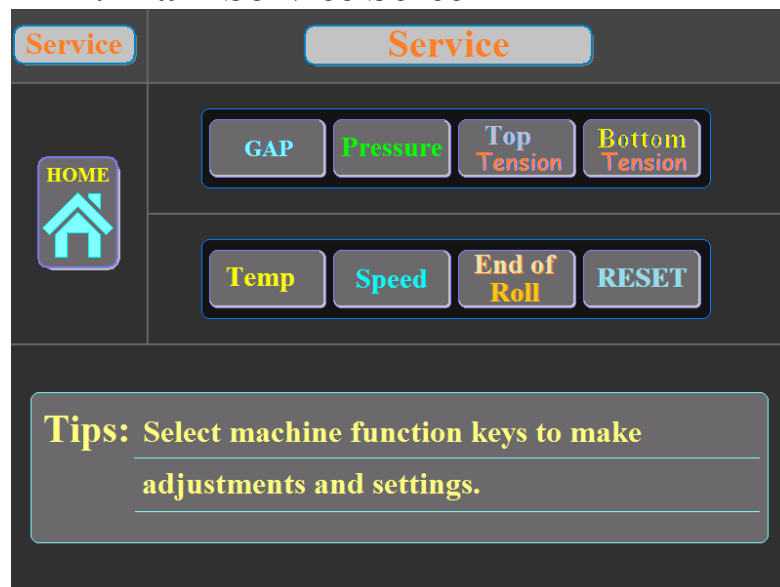 Service
Service
HOME
GAP
Pressure
Top
Tension
Bottom
Tension
Temp
Speed
End of
Roll
RESET
Tips: Select machine function keys to make
adjustments and settings.